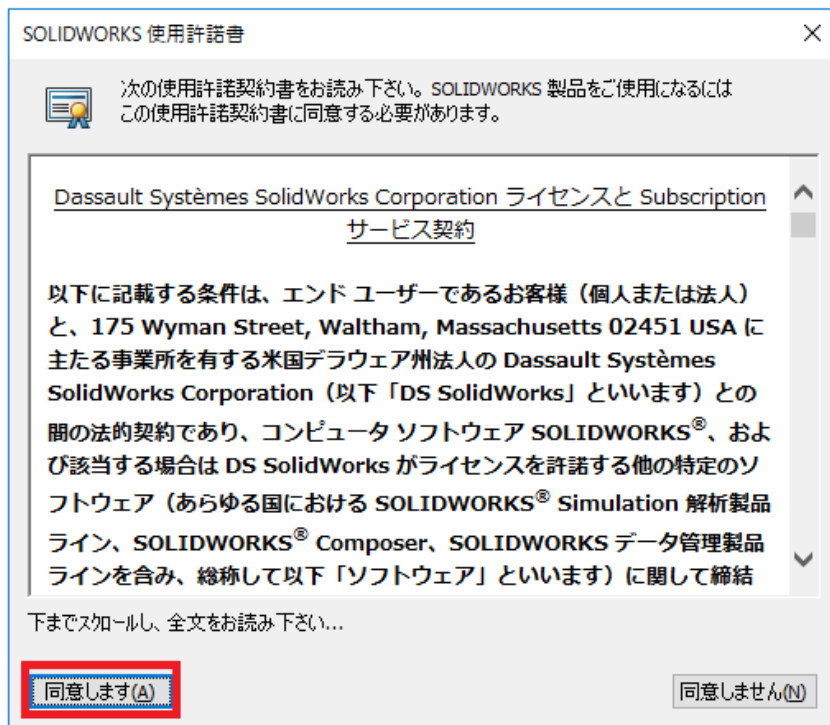 SOLIDWORKS 使用許諾書
次の使用許諾契約書をお読み下さい。SOLIDWORKS 製品をご使用になるには
この使用許諾契約書に同意する必要があります。
Dassault Systèmes SolidWorks Corporation ライセンスと Subscription
サービス契約
以下に記載する条件は、エンド ユーザーであるお客様（個人または法人）
と、175 Wyman Street, Waltham, Massachusetts 02451 USA に
主たる事業所を有する米国デラウェア州法人の Dassault Systèmes
SolidWorks Corporation（以下「DS SolidWorks」といいます）との
間の法的契約であり、コンピュータ ソフトウェア SOLIDWORKS®、およ
び該当する場合は DS SolidWorks がライセンスを許諾する他の特定のソ
フトウェア（あらゆる国における SOLIDWORKS® Simulation 解析製品
ライン、SOLIDWORKS® Composer、SOLIDWORKS データ管理製品
ラインを含み、総称して以下「ソフトウェア」といいます）に関して締結
下までスクロールし、全文をお読み下さい...
同意します(A)
同意しません(N)